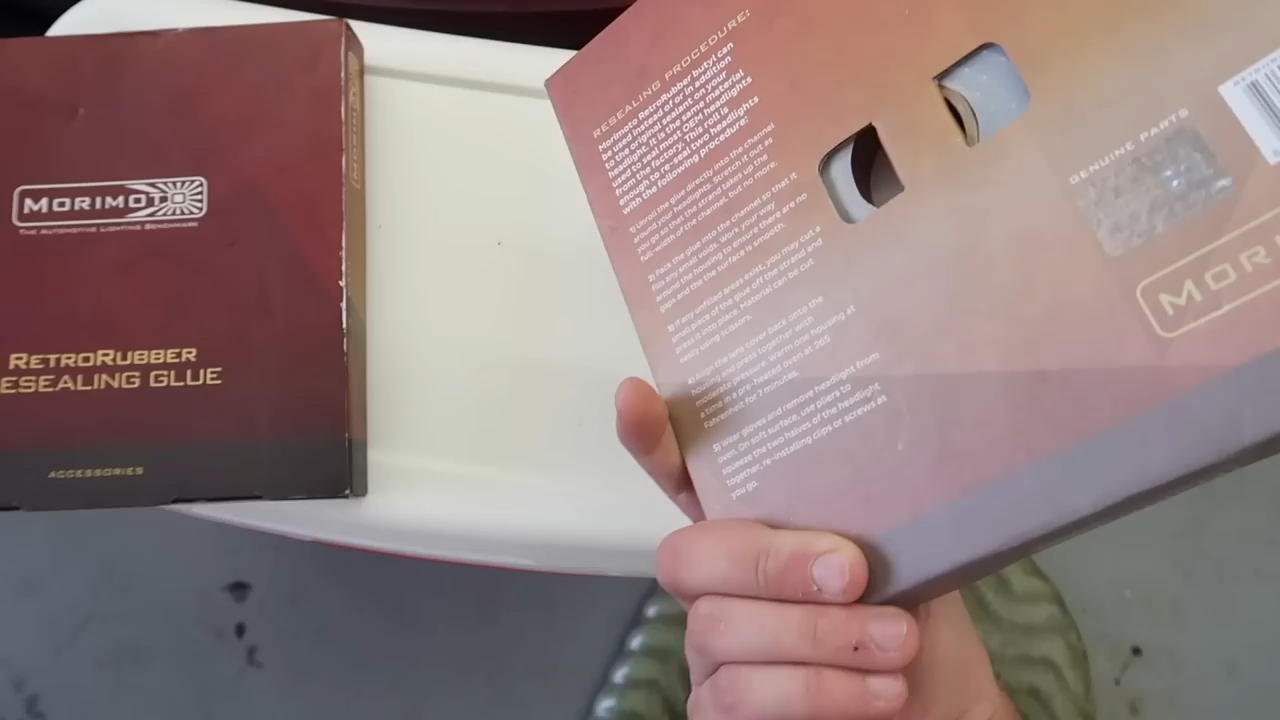 MORIMOTO
THE AUTOMOTIVE LIGHTING BENCHMARK
RETRORUBBER
ESEALING GLUE
ACCESSORIES
MORIMO
RESEALING PROCEDURE:
Morimoto RetroRubber butyl can
be used instead of or in addition
to the original sealant on your
headlight. It is the same material
used to seal most OEM headlights
from the factory. This roll is
enough to re-seal two headlights
with the following procedure:
1) Unroll the glue directly into the channel
around your headlights. Stretch it out as
you go so that the strand takes up the
full-width of the channel, but no more.
2) Pack the glue into the channel so that it
fills any small voids. Work your way
around the housing to ensure there are no
gaps and the the surface is smooth.
3) If any unfilled areas exist, you may cut a
small piece of the glue off the strand and
press it into place. Material can be cut
easily using scissors.
4) Align the lens cover back onto the
housing and press together with
moderate pressure. Warm one housing at
a time in a pre-heated oven at 265
Fahrenheit for 7 minutes.
5) Wear gloves and remove headlight from
oven. On soft surface, use pliers to
squeeze the two halves of the headlight
together, re-installing clips or screws as
you go.
GENUINE PARTS
MOR